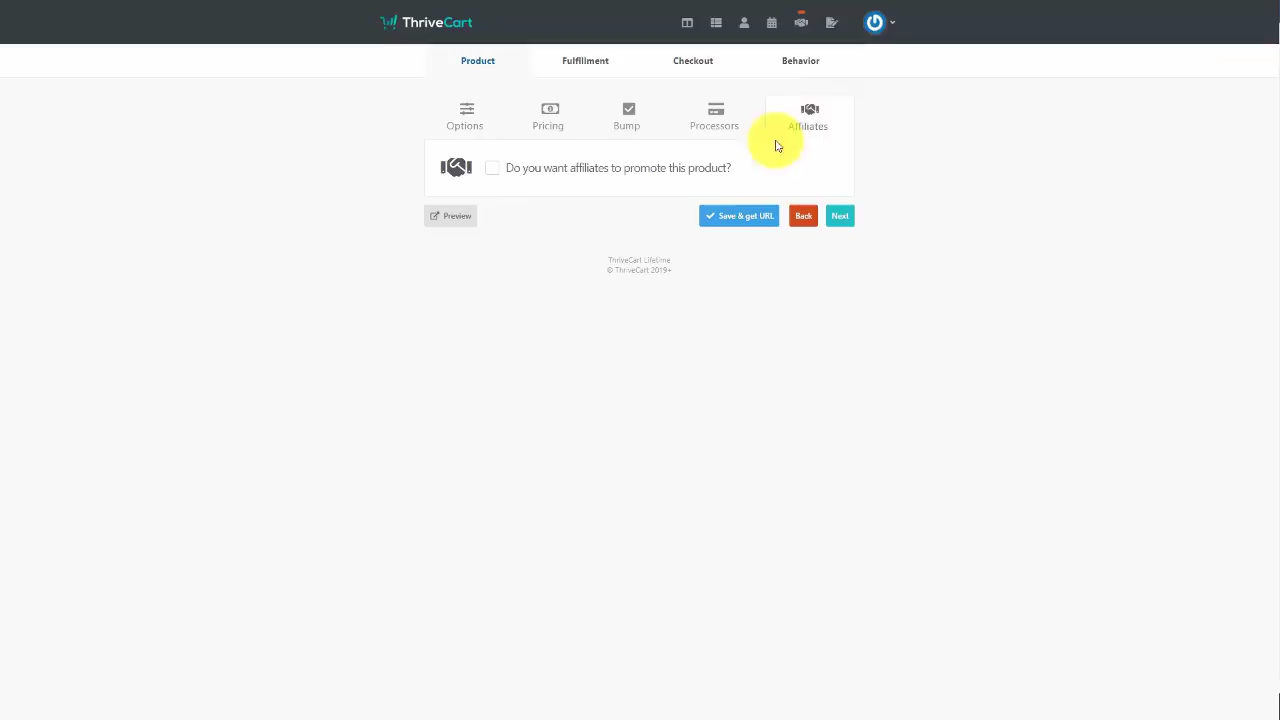 ThriveCart
Product Fulfillment Checkout Behavior
Options Pricing Bump Processors Affiliates
Do you want affiliates to promote this product?
Preview Save & get URL Back Next
ThriveCart Lifetime
© ThriveCart 2019+